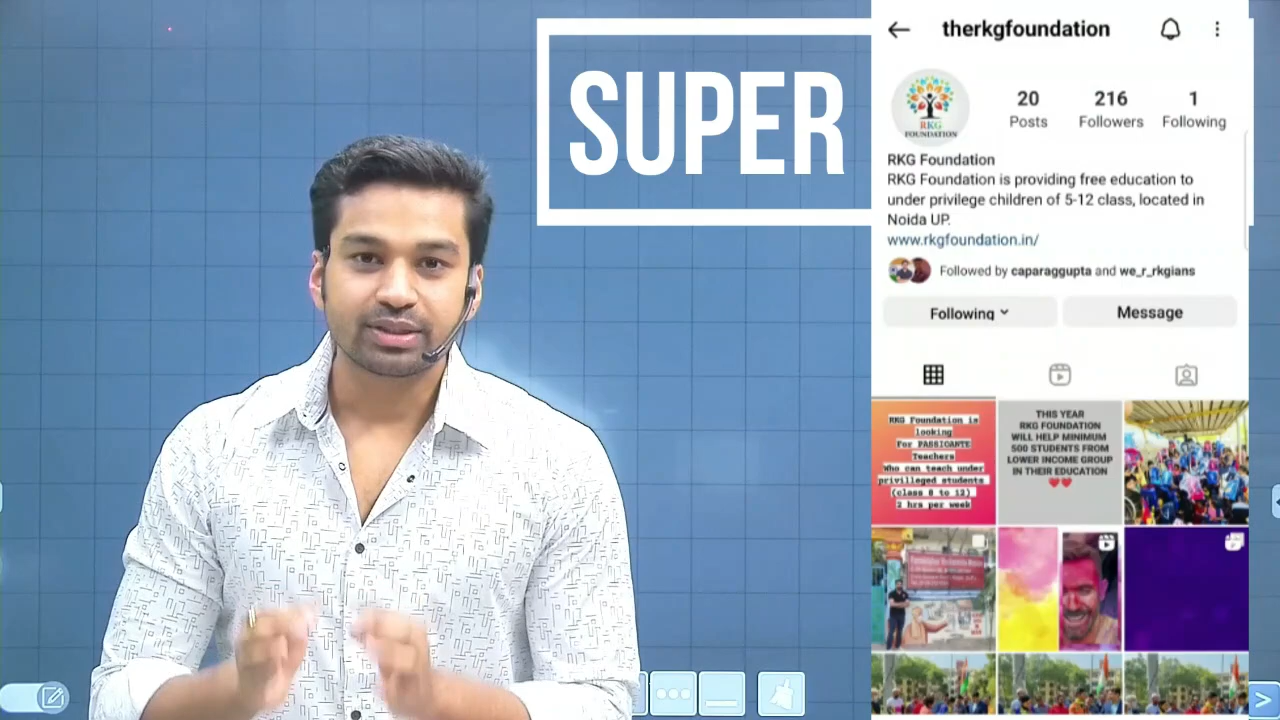 SUPER
therkgfoundation
RKG
FOUNDATION
20
Posts
216
Followers
1
Following
RKG Foundation
RKG Foundation is providing free education to
under privilege children of 5-12 class, located in
Noida UP.
www.rkgfoundation.in/
Followed by caparaggupta and we_r_rkgians
Following
Message
RKG Foundation is
looking
For PASSIOANTE
Teachers
Who can teach under
privilleged students
(class 8 to 12)
2 hrs per week
THIS YEAR
RKG FOUNDATION
WILL HELP MINIMUM
500 STUDENTS FROM
LOWER INCOME GROUP
IN THEIR EDUCATION